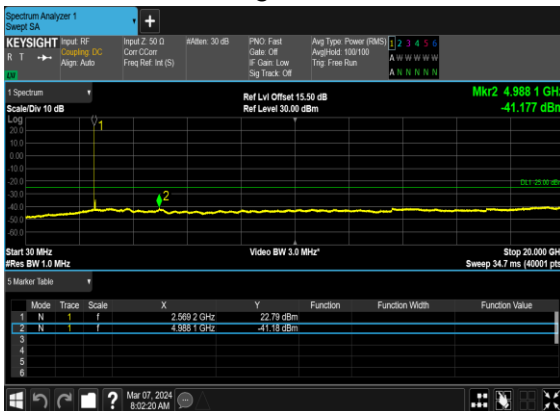 Spectrum Analyzer 1
Swept SA
+
KEYSIGHT Input: RF Input Z: 50 Ω #Atten: 30 dB PNO: Fast Avg Type: Power (RMS) 1 2 3 4 5 6
R T Coupling: DC Corr CCorr Gate: Off Avg|Hold: 100/100 A W W W W W
Align: Auto Freq Ref: Int (S) IF Gain: Low Trig: Free Run
LV Sig Track: Off A N N N N N
1 Spectrum Ref Lvl Offset 15.50 dB Mkr2 4.988 1 GHz
Scale/Div 10 dB Ref Level 30.00 dBm -41.177 dBm
Log
20.0 1
10.0
0.00
-10.0
-20.0 DL1 -25.00 dBm
-30.0 2
-40.0
-50.0
-60.0
Start 30 MHz Video BW 3.0 MHz* Stop 20.000 GHz
#Res BW 1.0 MHz Sweep 34.7 ms (40001 pts)
5 Marker Table
Mode Trace Scale X Y Function Function Width Function Value
1 N 1 f 2.569 2 GHz 22.79 dBm
2 N 1 f 4.988 1 GHz -41.18 dBm
3
4
5
6
? Mar 07, 2024
8:02:20 AM